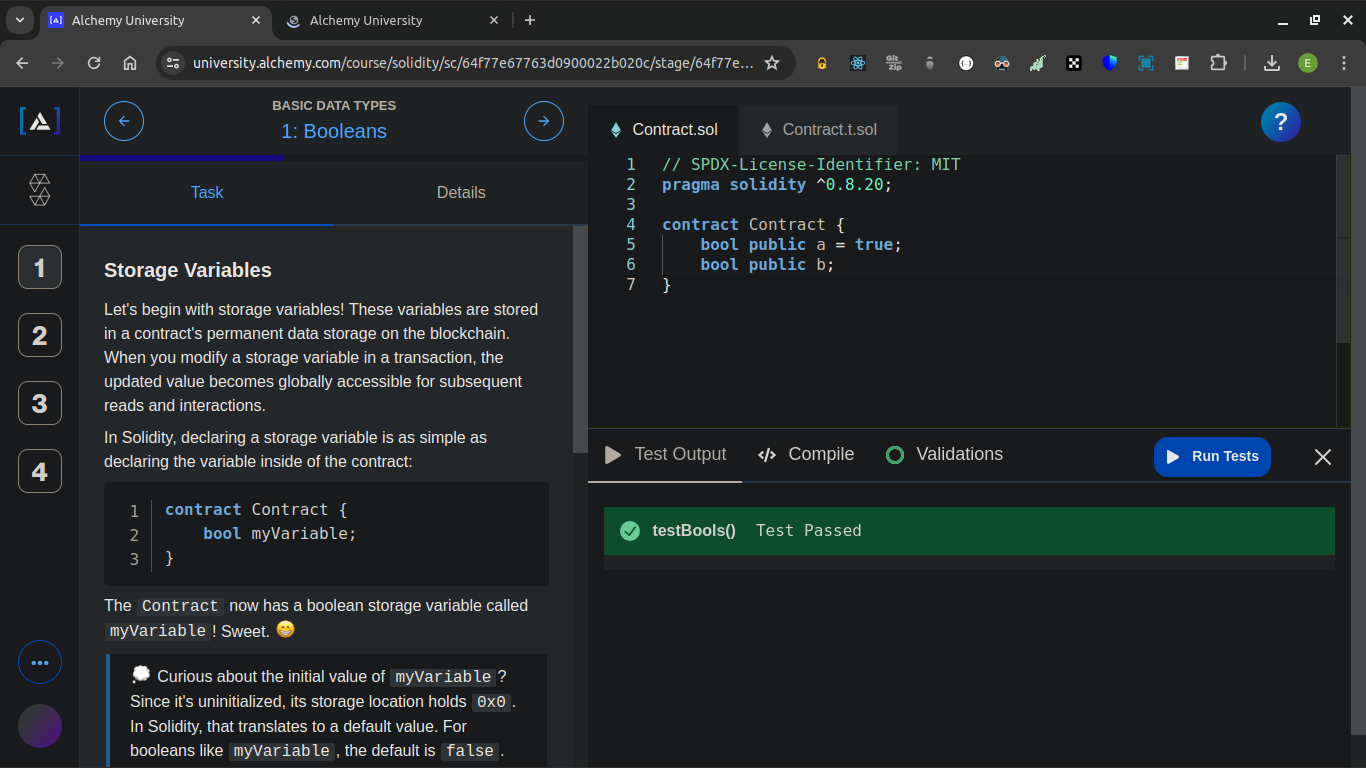 Alchemy University
Alchemy University
university.alchemy.com/course/solidity/sc/64f77e67763d0900022b020c/stage/64f77e...
Git
Zip
E
[A]
1
2
3
4
BASIC DATA TYPES
1: Booleans
Task
Details
Storage Variables
Let's begin with storage variables! These variables are stored
in a contract's permanent data storage on the blockchain.
When you modify a storage variable in a transaction, the
updated value becomes globally accessible for subsequent
reads and interactions.
In Solidity, declaring a storage variable is as simple as
declaring the variable inside of the contract:
1 contract Contract {
2     bool myVariable;
3 }
The Contract now has a boolean storage variable called
myVariable! Sweet. 😁
💭 Curious about the initial value of myVariable?
Since it's uninitialized, its storage location holds 0x0.
In Solidity, that translates to a default value. For
booleans like myVariable, the default is false.
Contract.sol
Contract.t.sol
?
1 // SPDX-License-Identifier: MIT
2 pragma solidity ^0.8.20;
3
4 contract Contract {
5     bool public a = true;
6     bool public b;
7 }
Test Output
</> Compile
Validations
Run Tests
testBools() Test Passed